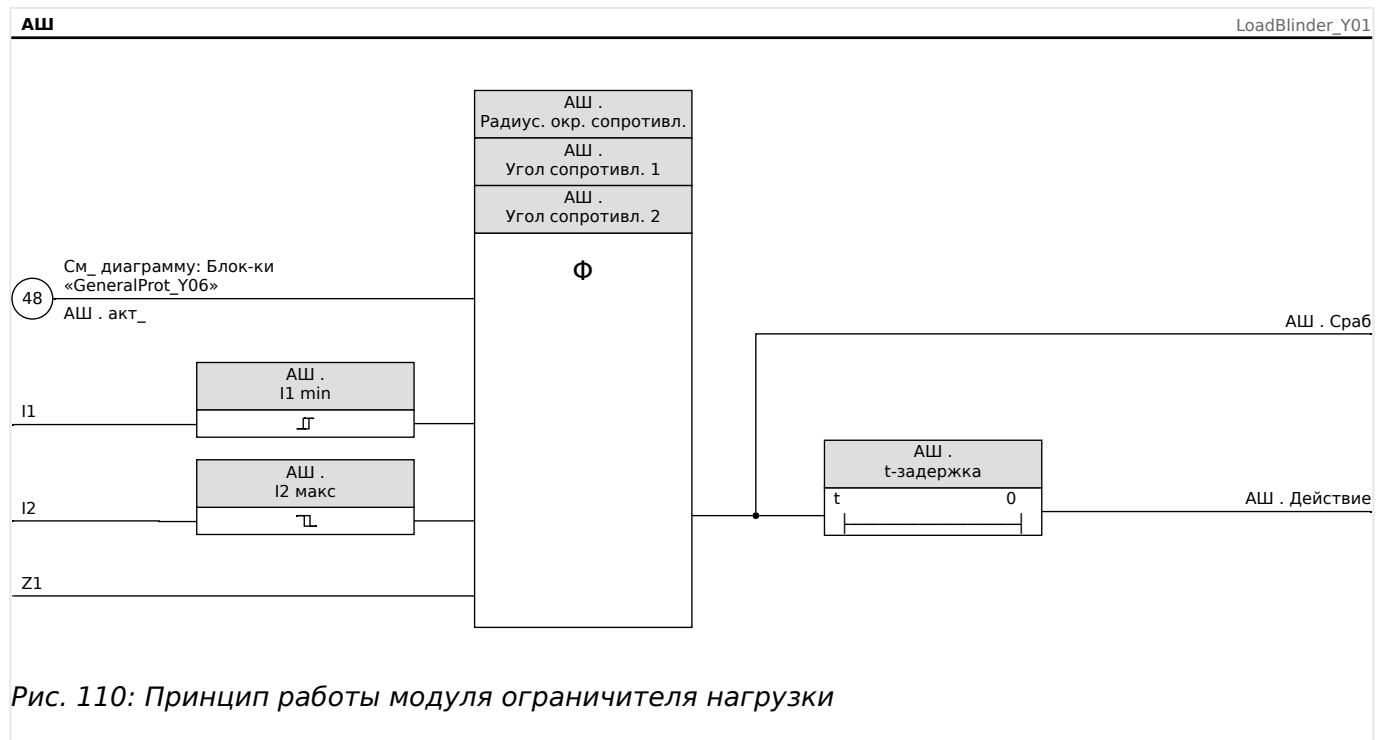 АШ
LoadBlinder_Y01
АШ .
Радиус. окр. сопротивл.
АШ .
Угол сопротивл. 1
АШ .
Угол сопротивл. 2
Φ
См_ диаграмму: Блок-ки
«GeneralProt_Y06»
48
АШ . акт_
АШ . Сраб
АШ .
I1 min
I1
АШ .
t-задержка
t 0
АШ . Действие
АШ .
I2 макс
I2
Z1
Рис. 110: Принцип работы модуля ограничителя нагрузки